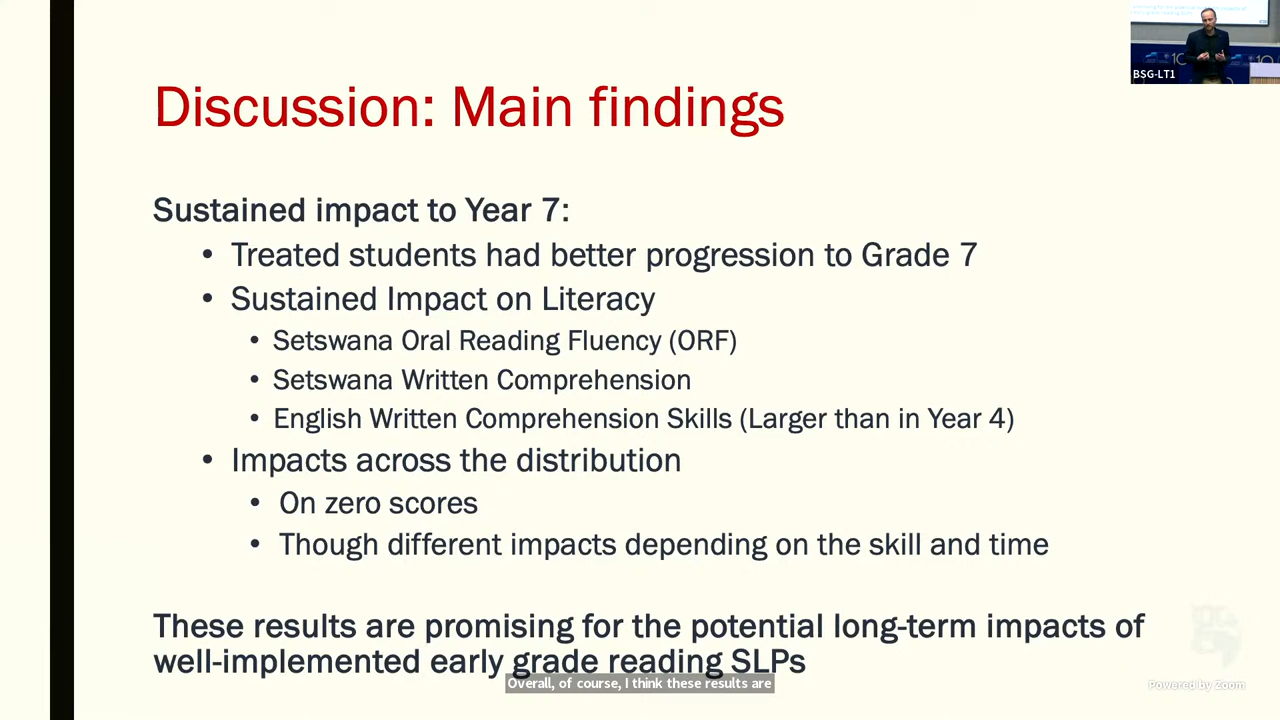 BSG-LT1
Discussion: Main findings
Sustained impact to Year 7:
• Treated students had better progression to Grade 7
• Sustained Impact on Literacy
• Setswana Oral Reading Fluency (ORF)
• Setswana Written Comprehension
• English Written Comprehension Skills (Larger than in Year 4)
• Impacts across the distribution
• On zero scores
• Though different impacts depending on the skill and time
These results are promising for the potential long-term impacts of
well-implemented early grade reading SLPs
Overall, of course, I think these results are
Powered by Zoom